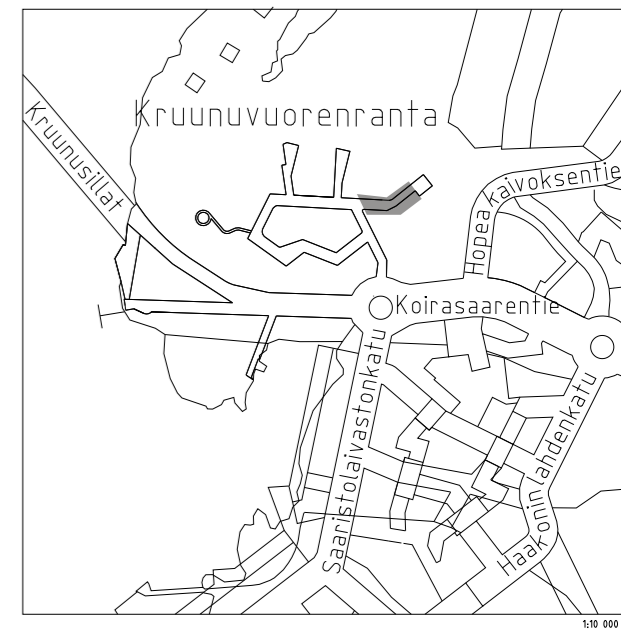 Kruunuvuorenranta
Kruunusillat
Hopeakaivoksentie
Koirasaarentie
Saaristolaivastonkatu
Haakoninlahdenkatu
1:10 000